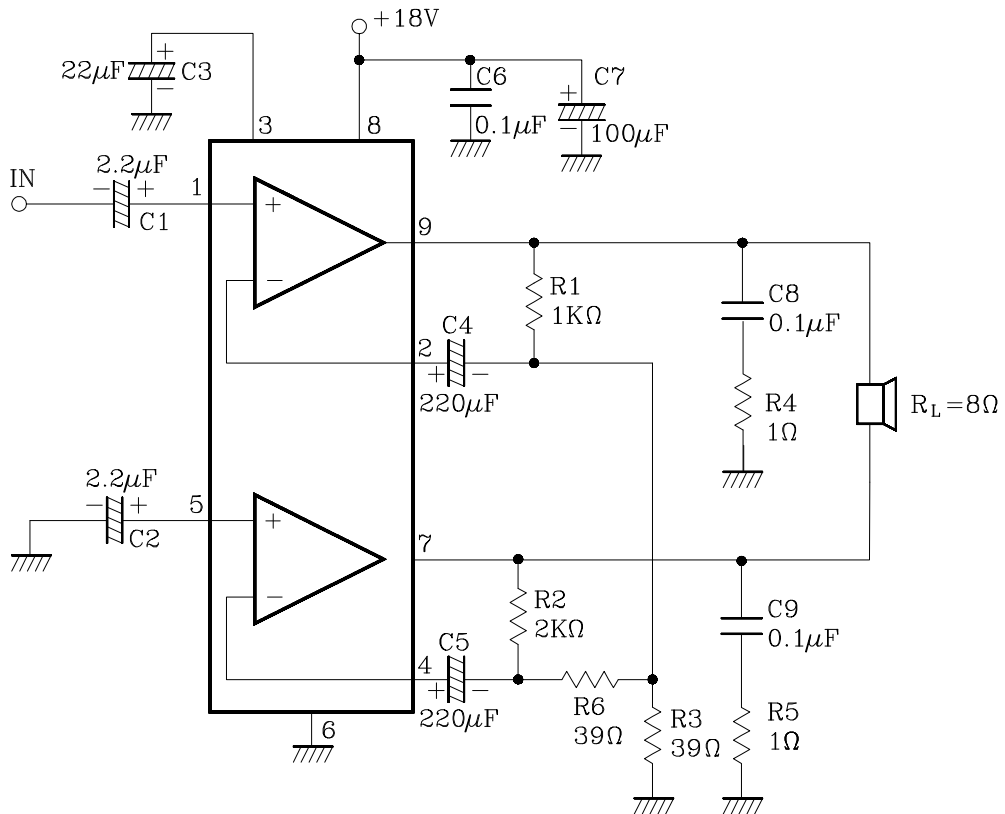 +18V
+
22µF
C3
−
C6
0.1µF
C7
+
−
100µF
3
8
2.2µF
IN
−
+
C1
1
+
−
9
R1
1KΩ
C8
0.1µF
2
C4
+
−
220µF
R4
1Ω
RL=8Ω
2.2µF
−
+
C2
5
+
−
7
R2
2KΩ
C9
0.1µF
4
C5
+
−
220µF
R6
39Ω
R3
39Ω
R5
1Ω
6